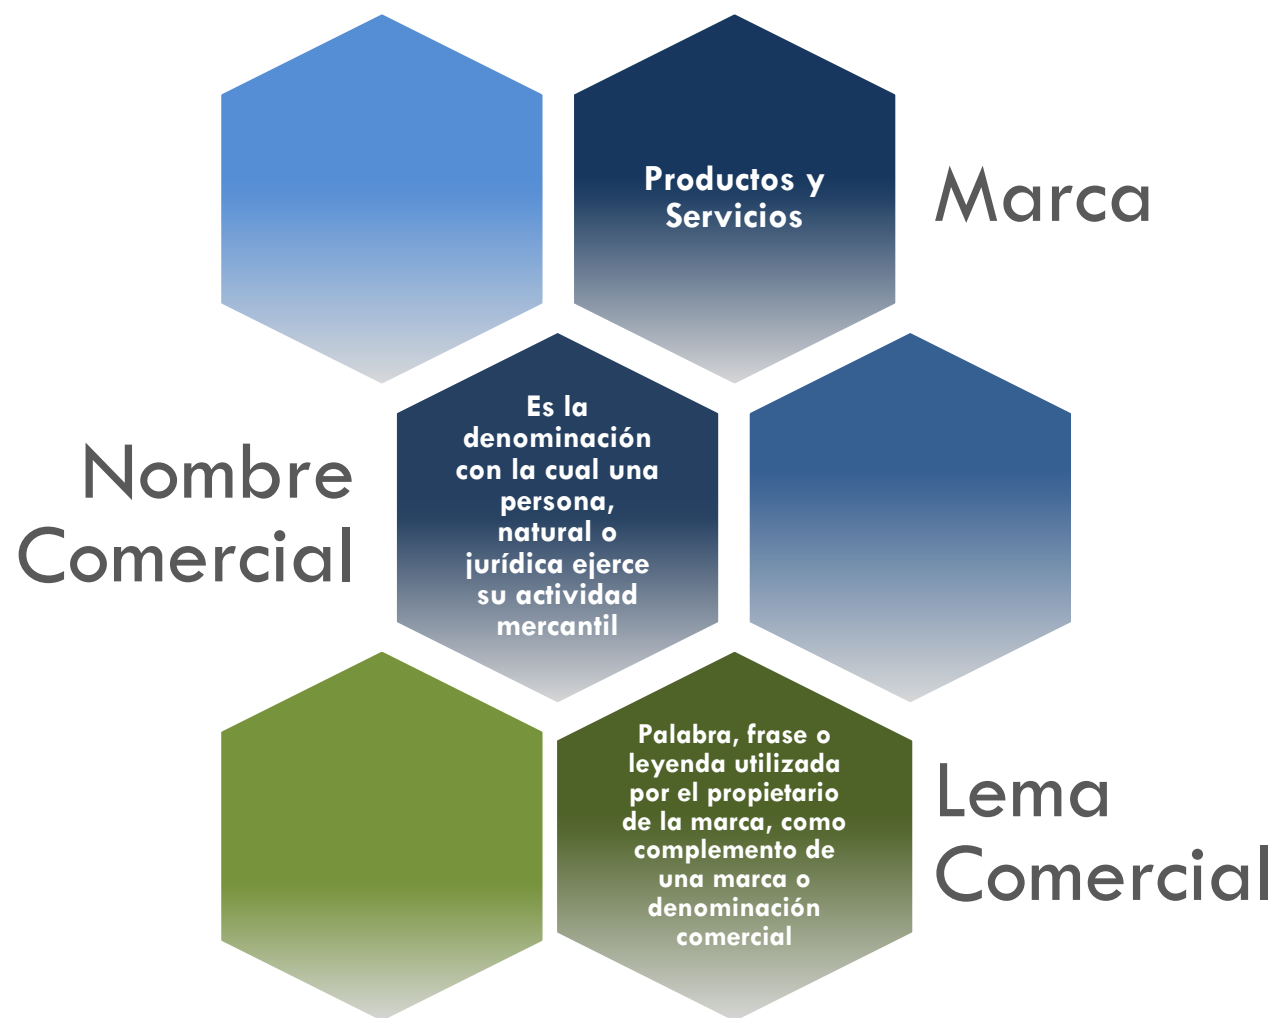 Productos y
Servicios
Marca
Nombre
Comercial
Es la
denominación
con la cual una
persona,
natural o
jurídica ejerce
su actividad
mercantil
Palabra, frase o
leyenda utilizada
por el propietario
de la marca, como
complemento de
una marca o
denominación
comercial
Lema
Comercial